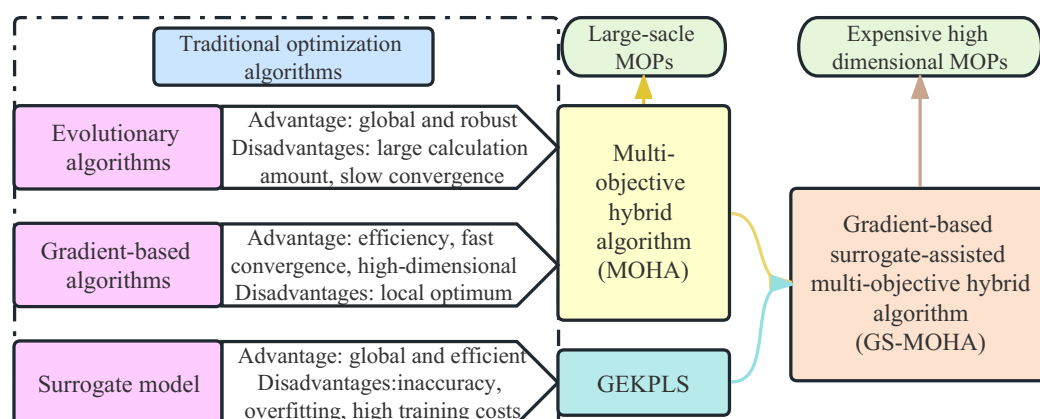 Traditional optimization
algorithms
Large-sacle
MOPs
Expensive high
dimensional MOPs
Evolutionary
algorithms
Advantage: global and robust
Disadvantages: large calculation
amount, slow convergence
Multi-
objective
hybrid
algorithm
(MOHA)
Gradient-based
algorithms
Advantage: efficiency, fast
convergence, high-dimensional
Disadvantages: local optimum
Gradient-based
surrogate-assisted
multi-objective hybrid
algorithm
(GS-MOHA)
Surrogate model
Advantage: global and efficient
Disadvantages:inaccuracy,
overfitting, high training costs
GEKPLS